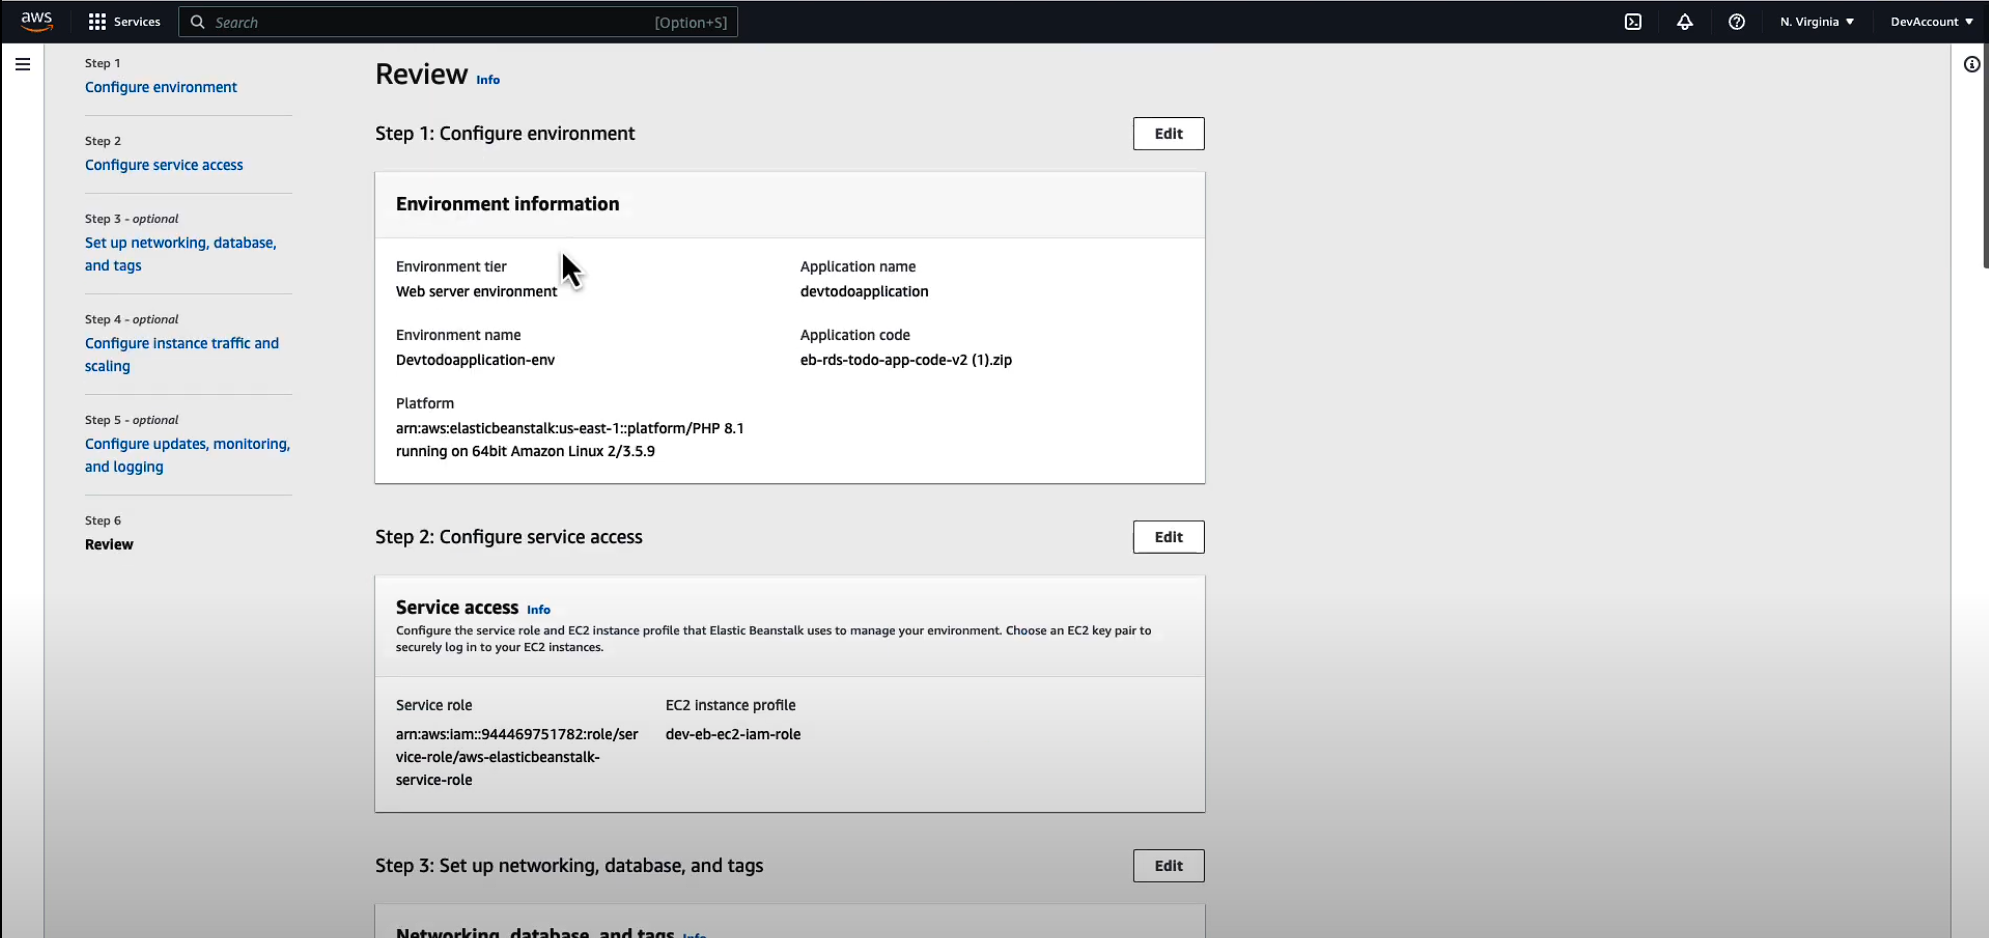 aws
Services
Search
[Option+S]
N. Virginia
DevAccount
Step 1
Configure environment
Step 2
Configure service access
Step 3 - optional
Set up networking, database,
and tags
Step 4 - optional
Configure instance traffic and
scaling
Step 5 - optional
Configure updates, monitoring,
and logging
Step 6
Review
Review Info
Step 1: Configure environment
Edit
Environment information
Environment tier
Web server environment
Application name
devtodoapplication
Environment name
Devtodoapplication-env
Application code
eb-rds-todo-app-code-v2 (1).zip
Platform
arn:aws:elasticbeanstalk:us-east-1::platform/PHP 8.1
running on 64bit Amazon Linux 2/3.5.9
Step 2: Configure service access
Edit
Service access Info
Configure the service role and EC2 instance profile that Elastic Beanstalk uses to manage your environment. Choose an EC2 key pair to
securely log in to your EC2 instances.
Service role
arn:aws:iam::944469751782:role/ser
vice-role/aws-elasticbeanstalk-
service-role
EC2 instance profile
dev-eb-ec2-iam-role
Step 3: Set up networking, database, and tags
Edit
Networking, database, and tags Info